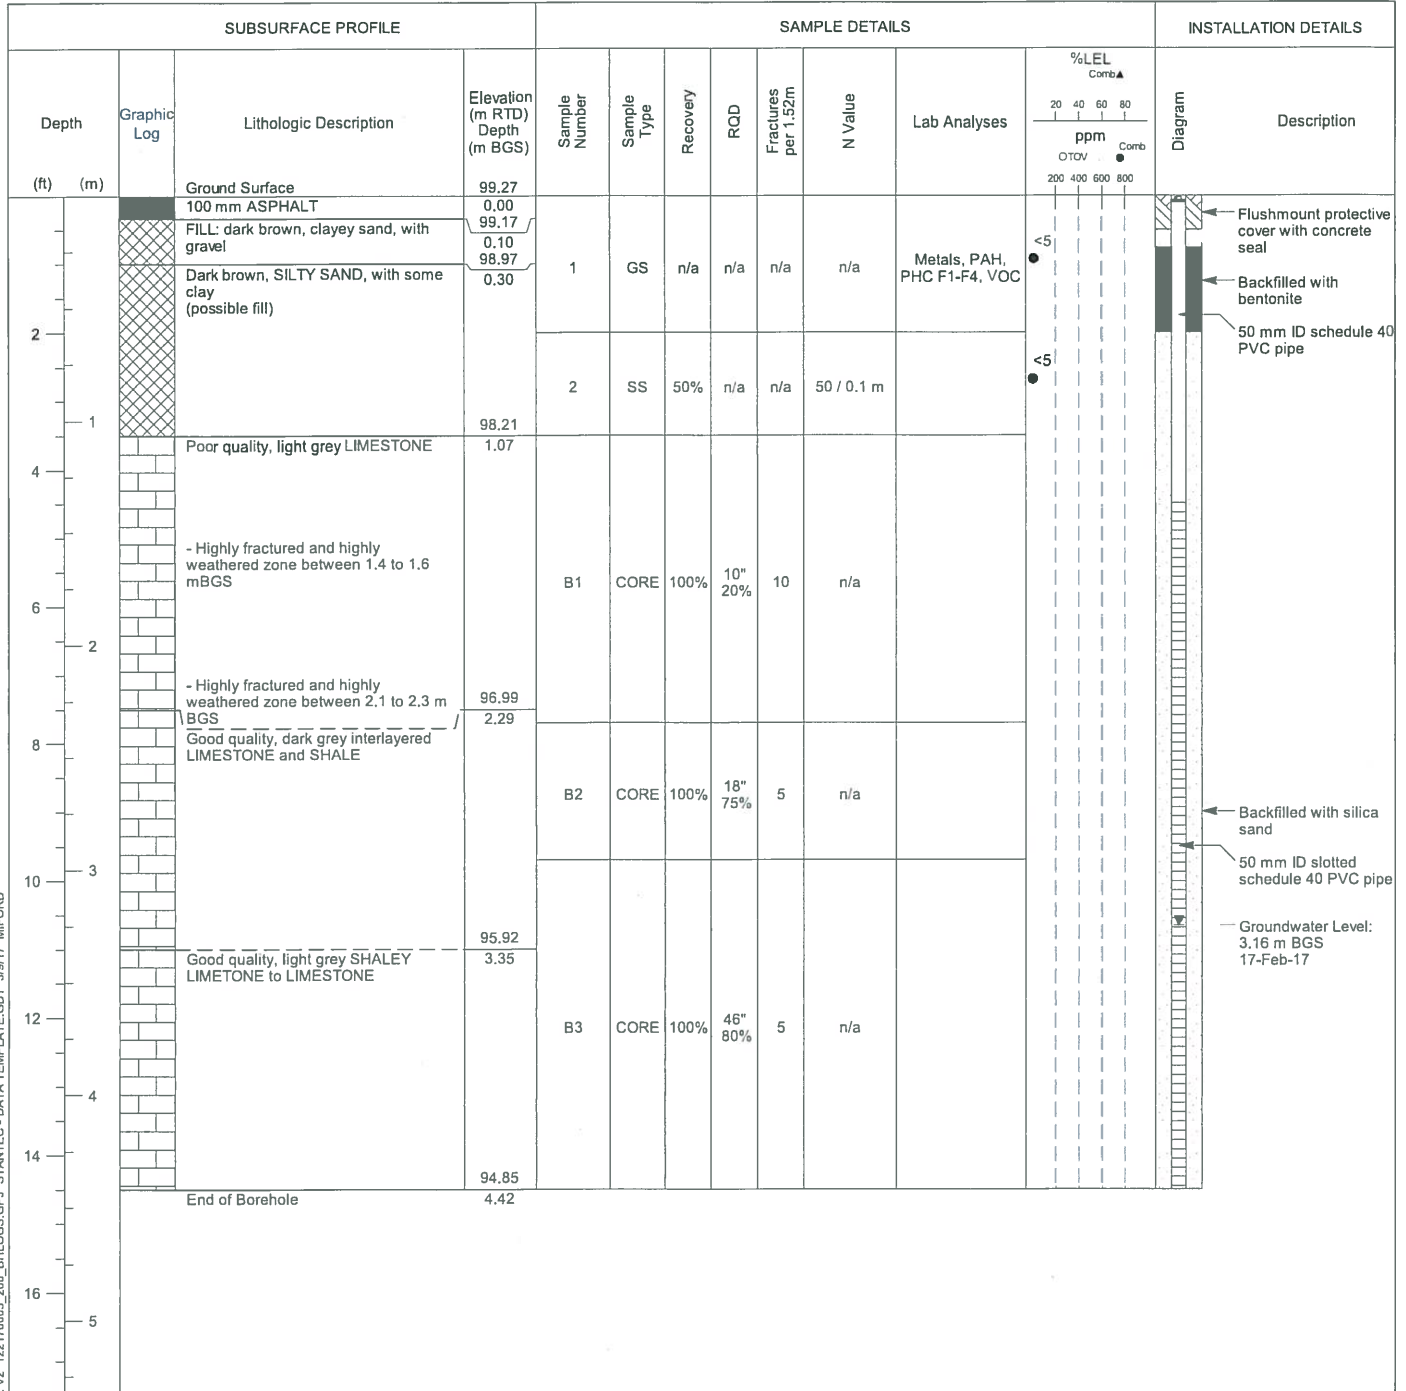 SUBSURFACE PROFILE
SAMPLE DETAILS
INSTALLATION DETAILS
Depth
(ft) (m)
Graphic
Log
Lithologic Description
Elevation
(m RTD)
Depth
(m BGS)
Sample
Number
Sample
Type
Recovery
RQD
Fractures
per 1.52m
N Value
Lab Analyses
%LEL
Comb▲
20 40 60 80
ppm
OTOV Comb
●
200 400 600 800
Diagram
Description
Ground Surface 99.27
100 mm ASPHALT 0.00
99.17
FILL: dark brown, clayey sand, with
gravel
0.10
98.97
Dark brown, SILTY SAND, with some
clay
(possible fill)
0.30
98.21
Poor quality, light grey LIMESTONE 1.07
- Highly fractured and highly
weathered zone between 1.4 to 1.6
mBGS
- Highly fractured and highly
weathered zone between 2.1 to 2.3 m
BGS
96.99
2.29
Good quality, dark grey interlayered
LIMESTONE and SHALE
95.92
Good quality, light grey SHALEY
LIMETONE to LIMESTONE
3.35
94.85
End of Borehole 4.42
2
4
6
8
10
12
14
16
1
2
3
4
5
1 GS n/a n/a n/a n/a
Metals, PAH,
PHC F1-F4, VOC
<5
2 SS 50% n/a n/a 50 / 0.1 m
<5
B1 CORE 100% 10"
20% 10 n/a
B2 CORE 100% 18"
75% 5 n/a
B3 CORE 100% 46"
80% 5 n/a
Flushmount protective
cover with concrete
seal
Backfilled with
bentonite
50 mm ID schedule 40
PVC pipe
Backfilled with silica
sand
50 mm ID slotted
schedule 40 PVC pipe
Groundwater Level:
3.16 m BGS
17-Feb-17